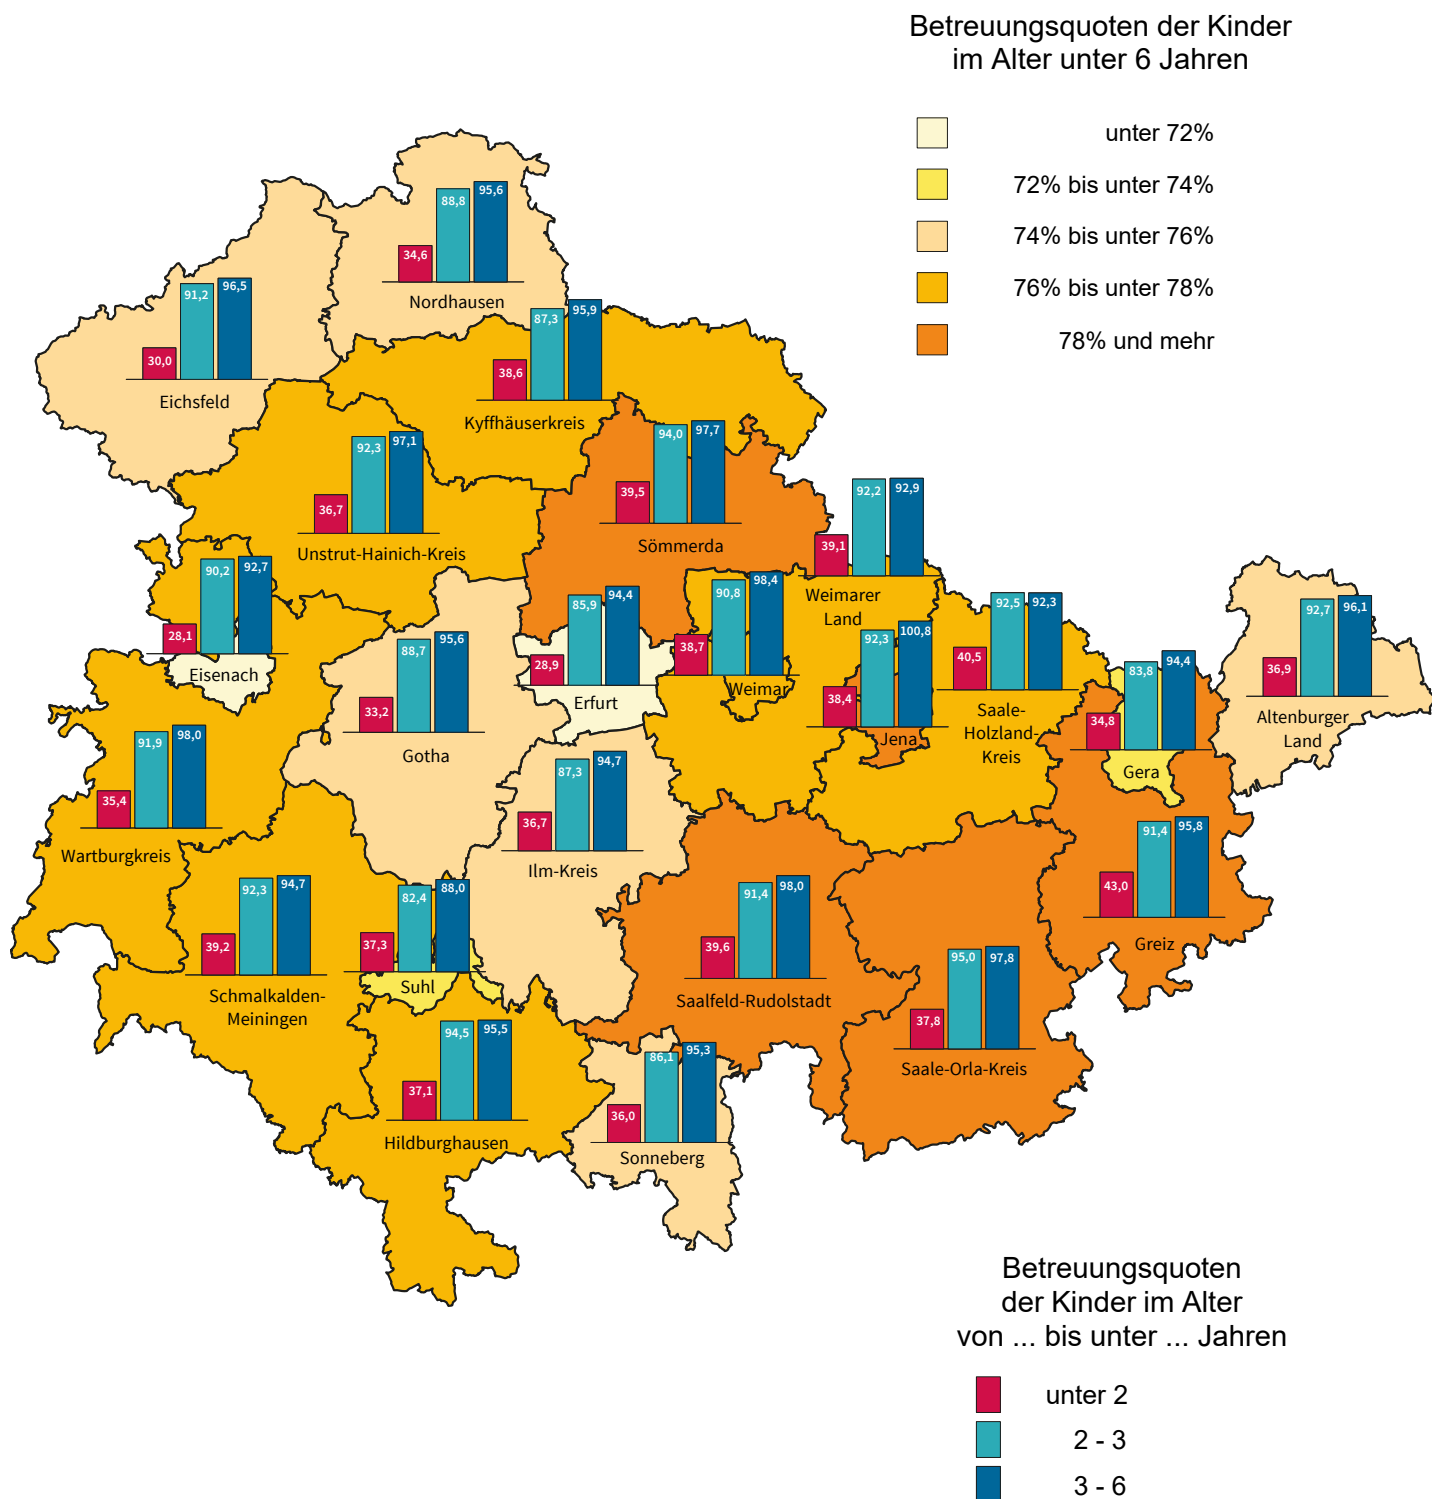 Betreuungsquoten der Kinder
im Alter unter 6 Jahren
unter 72%
72% bis unter 74%
74% bis unter 76%
76% bis unter 78%
78% und mehr
34,6 88,8 95,6
Nordhausen
30,0 91,2 96,5
Eichsfeld
38,6 87,3 95,9
Kyffhäuserkreis
36,7 92,3 97,1
Unstrut-Hainich-Kreis
39,5 94,0 97,7
Sömmerda
39,1 92,2 92,9
Weimarer
Land
28,1 90,2 92,7
Eisenach
28,9 85,9 94,4
Erfurt
38,7 90,8 98,4
Weimar
33,2 88,7 95,6
Gotha
38,4 92,3 100,8
Jena
40,5 92,5 92,3
Saale-
Holzland-
Kreis
34,8 83,8 94,4
Gera
36,9 92,7 96,1
Altenburger
Land
35,4 91,9 98,0
Wartburgkreis
36,7 87,3 94,7
Ilm-Kreis
43,0 91,4 95,8
Greiz
39,2 92,3 94,7
Schmalkalden-
Meiningen
37,3 82,4 88,0
Suhl
39,6 91,4 98,0
Saalfeld-Rudolstadt
37,8 95,0 97,8
Saale-Orla-Kreis
37,1 94,5 95,5
Hildburghausen
36,0 86,1 95,3
Sonneberg
Betreuungsquoten
der Kinder im Alter
von ... bis unter ... Jahren
unter 2
2 - 3
3 - 6